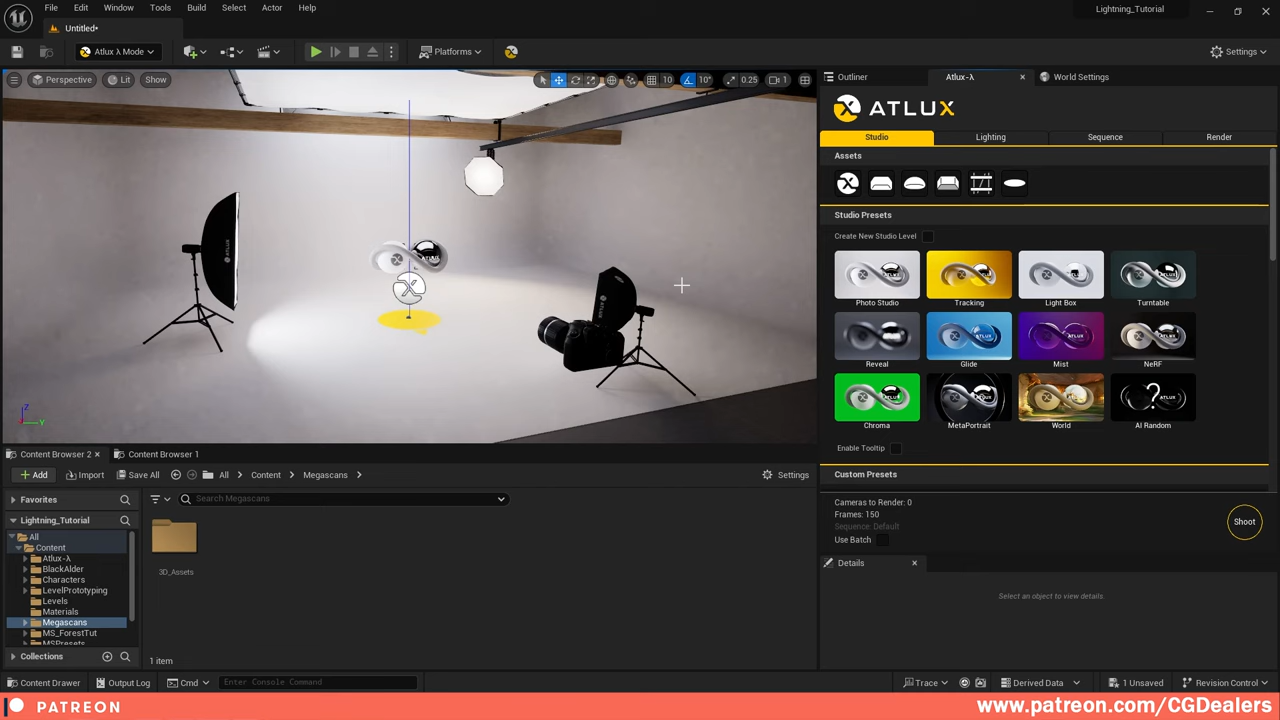 File Edit Window Tools Build Select Actor Help
Lightning_Tutorial
Untitled*
Atlux λ Mode
Platforms
Settings
Perspective Lit Show
10 10° 0.25 1
Outliner Atlux-λ World Settings
ATLUX
Studio Lighting Sequence Render
Assets
Studio Presets
Create New Studio Level
Photo Studio Tracking Light Box Turntable
Reveal Glide Mist NeRF
Chroma MetaPortrait World AI Random
Enable Tooltip
Custom Presets
Cameras to Render: 0
Frames: 150
Sequence: Default
Use Batch
Shoot
Details
Select an object to view details.
Content Browser 2 Content Browser 1
Add Import Save All All Content Megascans Settings
Favorites
Search Megascans
Lightning_Tutorial
All
Content
Atlux-λ
BlackAlder
Characters
LevelPrototyping
Levels
Materials
Megascans
MS_ForestTut
MSPresets
3D_Assets
Collections
1 item
Content Drawer Output Log Cmd Enter Console Command Trace Derived Data 1 Unsaved Revision Control
PATREON www.patreon.com/CGDealers